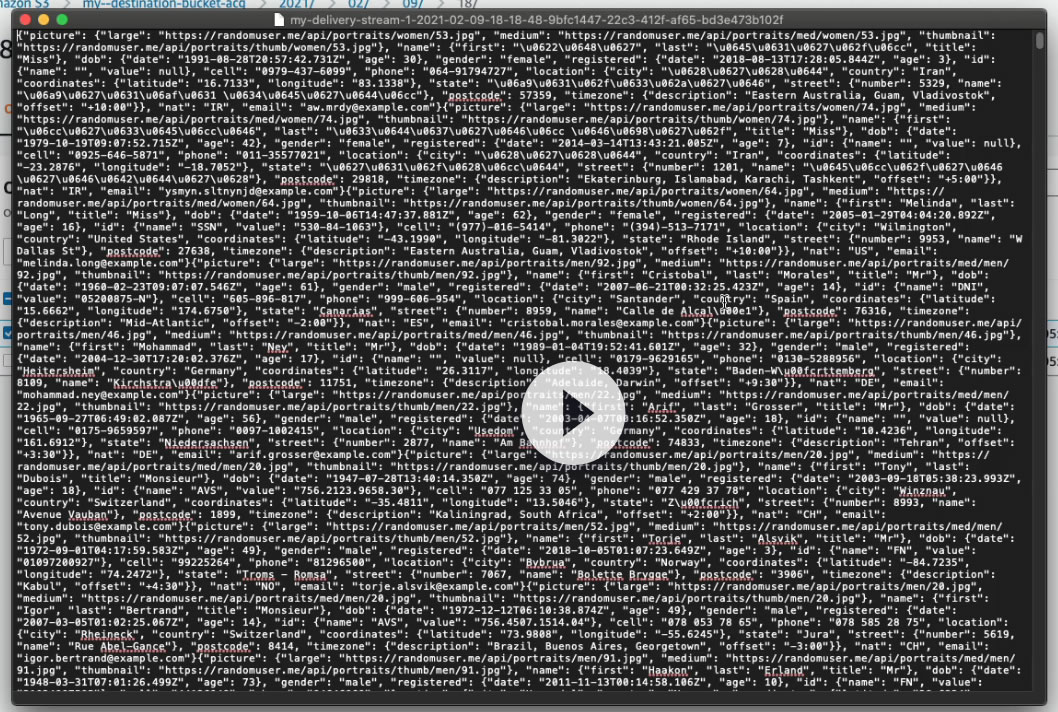 azon S3 > my--destination-bucket-acg > 2021/ > 02/ > 09/ > 18/
my-delivery-stream-1-2021-02-09-18-18-48-9bfc1447-22c3-412f-af65-bd3e473b102f
{"picture": {"large": "https://randomuser.me/api/portraits/women/53.jpg", "medium": "https://randomuser.me/api/portraits/med/women/53.jpg", "thumbnail":
"https://randomuser.me/api/portraits/thumb/women/53.jpg"}, "name": {"first": "\u0622\u0648\u0627", "last": "\u0645\u0631\u0627\u062f\u06cc", "title":
"Miss"}, "dob": {"date": "1991-08-28T20:57:42.731Z", "age": 30}, "gender": "female", "registered": {"date": "2018-08-13T17:28:05.844Z", "age": 3}, "id":
{"name": "", "value": null}, "cell": "0979-437-6099", "phone": "064-91794727", "location": {"city": "\u0628\u0627\u0628\u0644", "country": "Iran",
"coordinates": {"latitude": "16.7133", "longitude": "83.1338"}, "state": "\u06a9\u0631\u062f\u0633\u062a\u0627\u0646", "street": {"number": 5329, "name":
"\u06a9\u0627\u0631\u06af\u0631 \u0634\u0645\u0627\u0644\u06cc"}, "postcode": 57359, "timezone": {"description": "Eastern Australia, Guam, Vladivostok",
"offset": "+10:00"}}, "nat": "IR", "email": "aw.mrdy@example.com"}{"picture": {"large": "https://randomuser.me/api/portraits/women/74.jpg", "medium":
"https://randomuser.me/api/portraits/med/women/74.jpg", "thumbnail": "https://randomuser.me/api/portraits/thumb/women/74.jpg"}, "name": {"first":
"\u06cc\u0627\u0633\u0645\u06cc\u0646", "last": "\u0633\u0644\u0637\u0627\u0646\u06cc \u0646\u0698\u0627\u062f", "title": "Miss"}, "dob": {"date":
"1979-10-19T09:07:52.715Z", "age": 42}, "gender": "female", "registered": {"date": "2014-03-14T13:43:21.005Z", "age": 7}, "id": {"name": "", "value": null},
"cell": "0925-646-5871", "phone": "011-35577021", "location": {"city": "\u0628\u0627\u0628\u0644", "country": "Iran", "coordinates": {"latitude":
"-23.2876", "longitude": "-18.7052"}, "state": "\u0627\u0631\u062f\u0628\u06cc\u0644", "street": {"number": 1201, "name": "\u0645\u06cc\u062f\u0627\u0646
\u0627\u0646\u0642\u0644\u0627\u0628"}, "postcode": 29818, "timezone": {"description": "Ekaterinburg, Islamabad, Karachi, Tashkent", "offset": "+5:00"}},
"nat": "IR", "email": "ysmyn.sltnynjd@example.com"}{"picture": {"large": "https://randomuser.me/api/portraits/women/64.jpg", "medium": "https://
randomuser.me/api/portraits/med/women/64.jpg", "thumbnail": "https://randomuser.me/api/portraits/thumb/women/64.jpg"}, "name": {"first": "Melinda", "last":
"Long", "title": "Miss"}, "dob": {"date": "1959-10-06T14:47:37.881Z", "age": 62}, "gender": "female", "registered": {"date": "2005-01-29T04:04:20.892Z",
"age": 16}, "id": {"name": "SSN", "value": "530-84-1063"}, "cell": "(977)-016-5414", "phone": "(394)-513-7171", "location": {"city": "Wilmington",
"country": "United States", "coordinates": {"latitude": "-43.1990", "longitude": "-81.3022"}, "state": "Rhode Island", "street": {"number": 9953, "name": "W
Dallas St"}, "postcode": 27638, "timezone": {"description": "Eastern Australia, Guam, Vladivostok", "offset": "+10:00"}}, "nat": "US", "email":
"melinda.long@example.com"}{"picture": {"large": "https://randomuser.me/api/portraits/men/92.jpg", "medium": "https://randomuser.me/api/portraits/med/men/
92.jpg", "thumbnail": "https://randomuser.me/api/portraits/thumb/men/92.jpg"}, "name": {"first": "Cristobal", "last": "Morales", "title": "Mr"}, "dob":
{"date": "1960-02-23T09:07:07.546Z", "age": 61}, "gender": "male", "registered": {"date": "2007-06-21T00:32:25.423Z", "age": 14}, "id": {"name": "DNI",
"value": "05200875-N"}, "cell": "605-896-817", "phone": "999-606-954", "location": {"city": "Santander", "country": "Spain", "coordinates": {"latitude":
"15.6662", "longitude": "174.6750"}, "state": "Canarias", "street": {"number": 8959, "name": "Calle de Alcal\u00e1"}, "postcode": 76316, "timezone":
{"description": "Mid-Atlantic", "offset": "-2:00"}}, "nat": "ES", "email": "cristobal.morales@example.com"}{"picture": {"large": "https://randomuser.me/api/
portraits/men/46.jpg", "medium": "https://randomuser.me/api/portraits/med/men/46.jpg", "thumbnail": "https://randomuser.me/api/portraits/thumb/men/46.jpg"},
"name": {"first": "Mohammad", "last": "Ney", "title": "Mr"}, "dob": {"date": "1989-01-04T19:52:41.601Z", "age": 32}, "gender": "male", "registered":
{"date": "2004-12-30T17:20:02.376Z", "age": 17}, "id": {"name": "", "value": null}, "cell": "0179-9629165", "phone": "0130-5288956", "location": {"city":
"Heitersheim", "country": "Germany", "coordinates": {"latitude": "26.3117", "longitude": "18.4039"}, "state": "Baden-W\u00fcrttemberg", "street": {"number":
8109, "name": "Kirchstra\u00dfe"}, "postcode": 11751, "timezone": {"description": "Adelaide, Darwin", "offset": "+9:30"}}, "nat": "DE", "email":
"mohammad.ney@example.com"}{"picture": {"large": "https://randomuser.me/api/portraits/men/22.jpg", "medium": "https://randomuser.me/api/portraits/med/men/
22.jpg", "thumbnail": "https://randomuser.me/api/portraits/thumb/men/22.jpg"}, "name": {"first": "Arif", "last": "Grosser", "title": "Mr"}, "dob": {"date":
"1965-09-27T06:49:02.087Z", "age": 56}, "gender": "male", "registered": {"date": 16:52.350Z", "age": 18}, "id": {"name": "", "value": null},
"cell": "0175-9659597", "phone": "0097-1002415", "location": {"city": "Usedom", "country": "Germany", "coordinates": {"latitude": "10.4236", "longitude":
"161.6912"}, "state": "Niedersachsen", "street": {"number": 2877, "name": "Am Bahnhof"}, "postcode": 74833, "timezone": {"description": "Tehran", "offset":
"+3:30"}}, "nat": "DE", "email": "arif.grosser@example.com"}{"picture": {"large": "https://randomuser.me/api/portraits/men/20.jpg", "medium": "https://
randomuser.me/api/portraits/med/men/20.jpg", "thumbnail": "https://randomuser.me/api/portraits/thumb/men/20.jpg"}, "name": {"first": "Tony", "last":
"Dubois", "title": "Monsieur"}, "dob": {"date": "1947-07-28T13:40:14.350Z", "age": 74}, "gender": "male", "registered": {"date": "2003-09-18T05:38:23.993Z",
"age": 18}, "id": {"name": "AVS", "value": "756.2123.9658.30"}, "cell": "077 125 33 05", "phone": "077 429 37 78", "location": {"city": "Winznau",
"country": "Switzerland", "coordinates": {"latitude": "-35.4811", "longitude": "13.5046"}, "state": "Z\u00fcrich", "street": {"number": 8993, "name":
"Avenue Vauban"}, "postcode": 1899, "timezone": {"description": "Kaliningrad, South Africa", "offset": "+2:00"}}, "nat": "CH", "email":
"tony.dubois@example.com"}{"picture": {"large": "https://randomuser.me/api/portraits/men/52.jpg", "medium": "https://randomuser.me/api/portraits/med/men/
52.jpg", "thumbnail": "https://randomuser.me/api/portraits/thumb/men/52.jpg"}, "name": {"first": "Torje", "last": "Alsvik", "title": "Mr"}, "dob": {"date":
"1972-09-01T04:17:59.583Z", "age": 49}, "gender": "male", "registered": {"date": "2018-10-05T01:07:23.649Z", "age": 3}, "id": {"name": "FN", "value":
"01097200927"}, "cell": "99225264", "phone": "81296500", "location": {"city": "Bybrua", "country": "Norway", "coordinates": {"latitude": "-84.7235",
"longitude": "74.2472"}, "state": "Troms - Romsa", "street": {"number": 7067, "name": "Bolette Brygge"}, "postcode": "3906", "timezone": {"description":
"Kabul", "offset": "+4:30"}}, "nat": "NO", "email": "torje.alsvik@example.com"}{"picture": {"large": "https://randomuser.me/api/portraits/men/20.jpg",
"medium": "https://randomuser.me/api/portraits/med/men/20.jpg", "thumbnail": "https://randomuser.me/api/portraits/thumb/men/20.jpg"}, "name": {"first":
"Igor", "last": "Bertrand", "title": "Monsieur"}, "dob": {"date": "1972-12-12T06:10:38.874Z", "age": 49}, "gender": "male", "registered": {"date":
"2007-03-05T01:02:25.067Z", "age": 14}, "id": {"name": "AVS", "value": "756.4507.1514.04"}, "cell": "078 053 78 65", "phone": "078 585 28 75", "location":
{"city": "Rheineck", "country": "Switzerland", "coordinates": {"latitude": "73.9808", "longitude": "-55.6245"}, "state": "Jura", "street": {"number": 5619,
"name": "Rue Abel-Gance"}, "postcode": 8414, "timezone": {"description": "Brazil, Buenos Aires, Georgetown", "offset": "-3:00"}}, "nat": "CH", "email":
"igor.bertrand@example.com"}{"picture": {"large": "https://randomuser.me/api/portraits/men/91.jpg", "medium": "https://randomuser.me/api/portraits/med/men/
91.jpg", "thumbnail": "https://randomuser.me/api/portraits/thumb/men/91.jpg"}, "name": {"first": "Haakon", "last": "Erland", "title": "Mr"}, "dob": {"date":
"1948-03-31T07:01:26.499Z", "age": 73}, "gender": "male", "registered": {"date": "2011-11-13T00:14:58.106Z", "age": 10}, "id": {"name": "FN", "value":